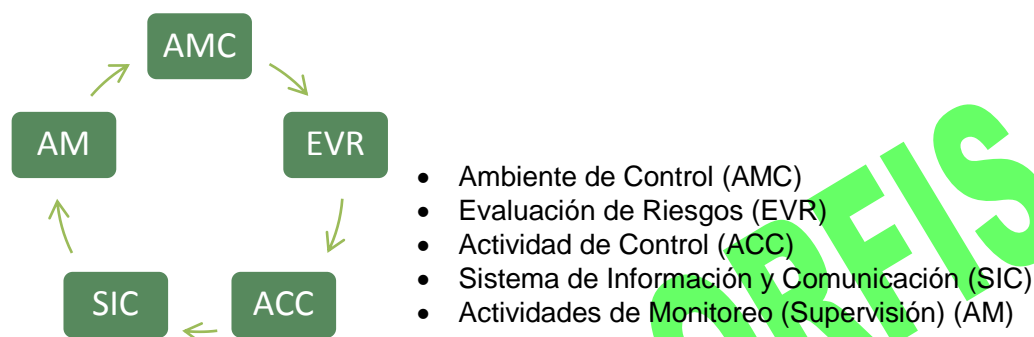 AMC
AM
EVR
SIC
ACC
• Ambiente de Control (AMC)
• Evaluación de Riesgos (EVR)
• Actividad de Control (ACC)
• Sistema de Información y Comunicación (SIC)
• Actividades de Monitoreo (Supervisión) (AM)
ORFIS